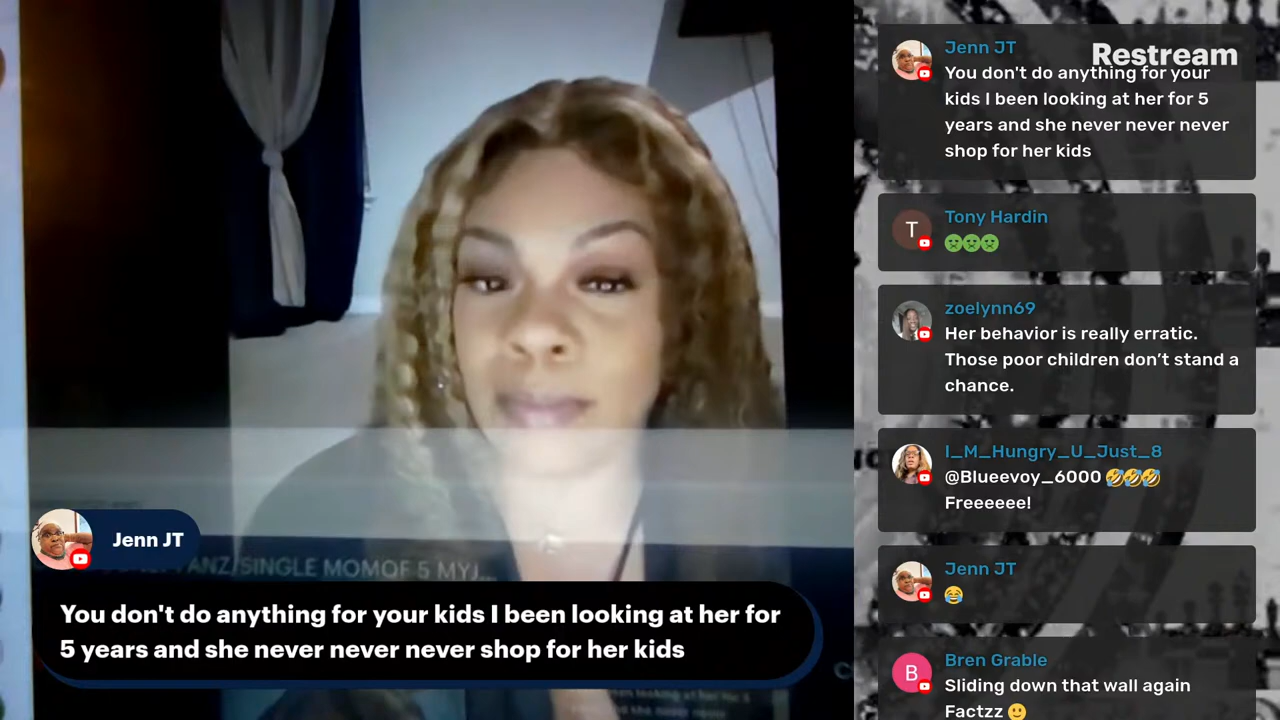 Restream
Jenn JT
You don't do anything for your
kids I been looking at her for 5
years and she never never never
shop for her kids
Tony Hardin
T
🤢🤢🤢
zoelynn69
Her behavior is really erratic.
Those poor children don’t stand a
chance.
I_M_Hungry_U_Just_8
@Blueevoy_6000 🤣🤣🤣
Freeeeee!
Jenn JT
😂
Bren Grable
B
Sliding down that wall again
Factzz 🙂
Jenn JT
ANZ/SINGLE MOMOF 5 MYJ...
You don't do anything for your kids I been looking at her for
5 years and she never never never shop for her kids